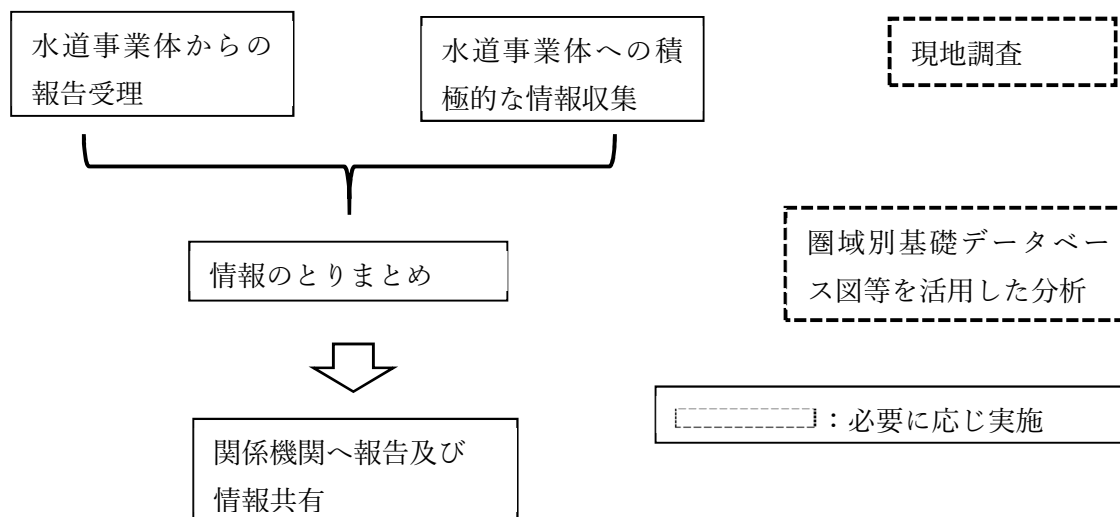 水道事業体からの
報告受理
水道事業体への積
極的な情報収集
現地調査
情報のとりまとめ
圏域別基礎データベー
ス図等を活用した分析
：必要に応じ実施
関係機関へ報告及び
情報共有